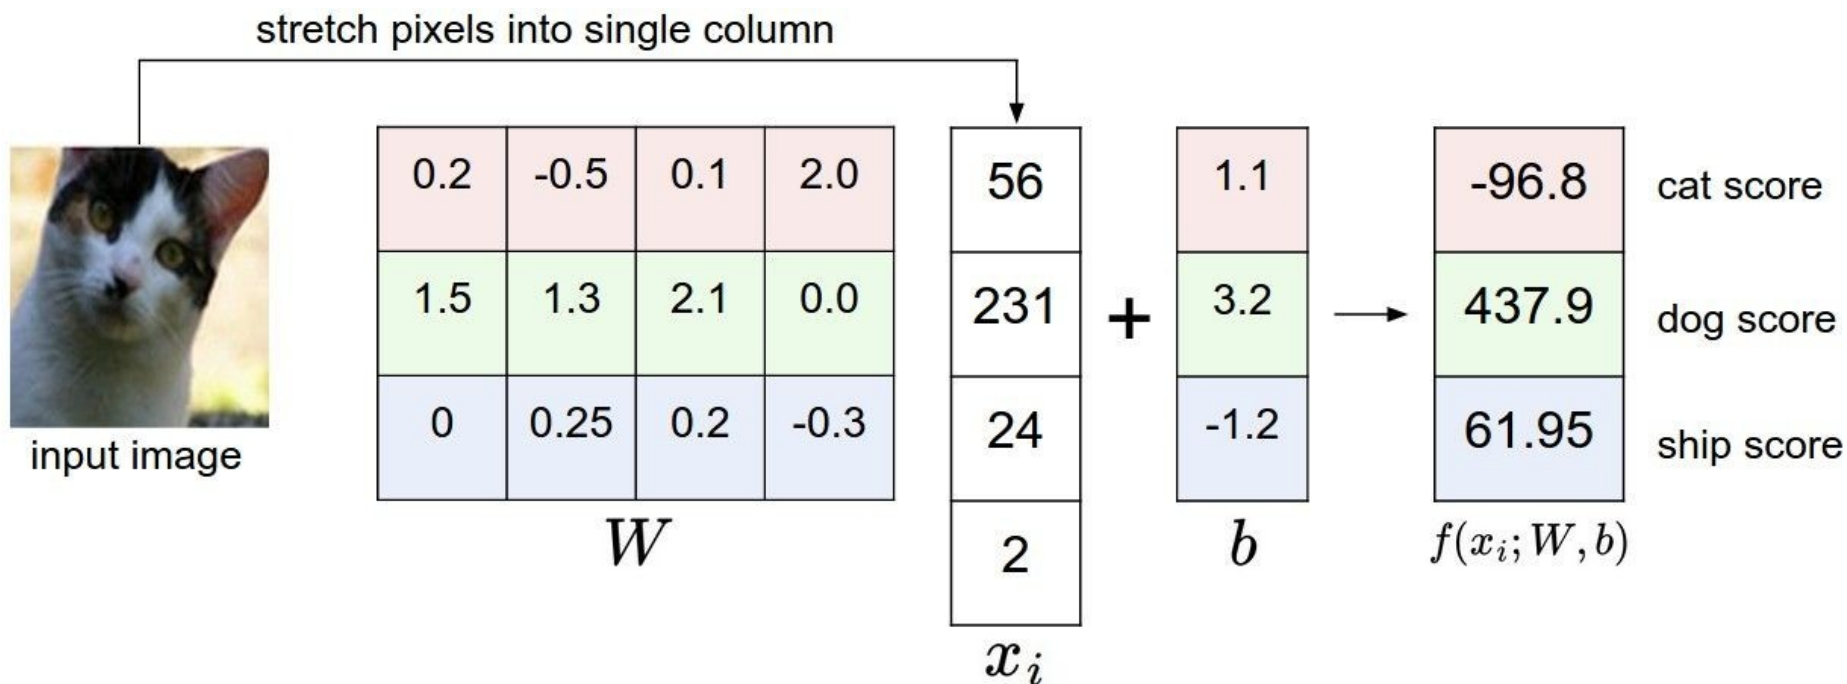 stretch pixels into single column
0.2 -0.5 0.1 2.0
1.5 1.3 2.1 0.0
0 0.25 0.2 -0.3
W
56
231
24
2
x_i
+
1.1
3.2
-1.2
b
-96.8 cat score
437.9 dog score
61.95 ship score
f(x_i; W, b)
input image